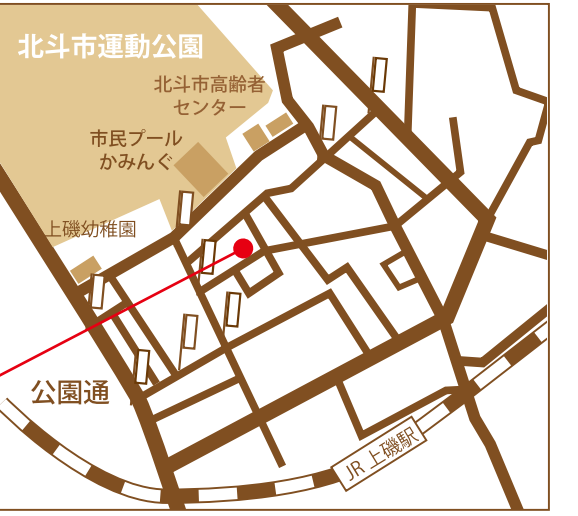 北斗市運動公園
北斗市高齢者
センター
市民プール
かみんぐ
上磯幼稚園
公園通
JR 上磯駅